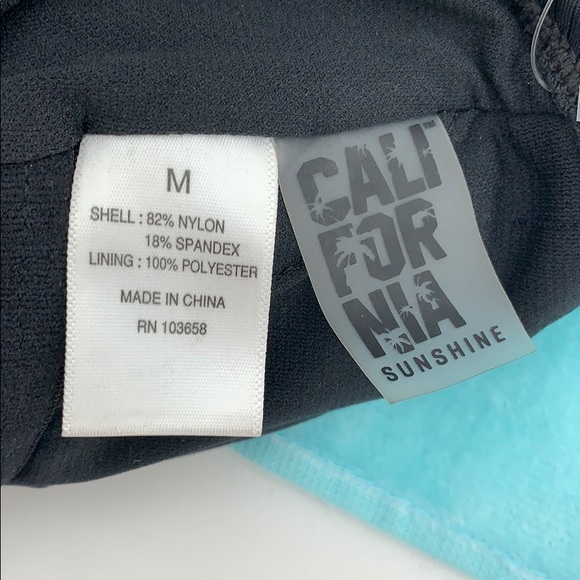 M
SHELL : 82% NYLON
18% SPANDEX
LINING : 100% POLYESTER
MADE IN CHINA
RN 103658
CALI
FOR
NIA
SUNSHINE